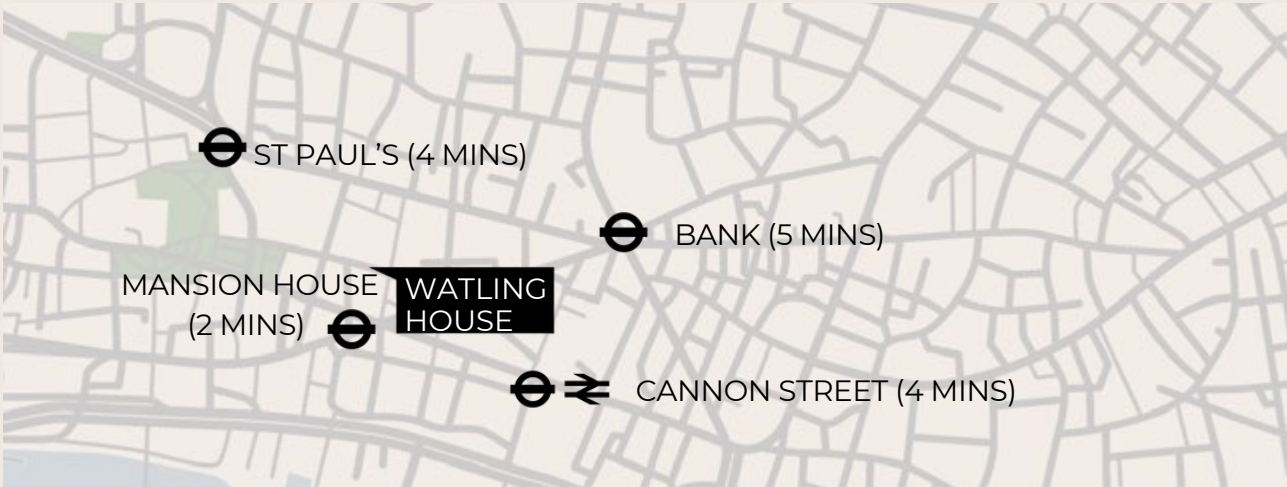 ST PAUL'S (4 MINS)
BANK (5 MINS)
MANSION HOUSE
(2 MINS)
WATLING
HOUSE
CANNON STREET (4 MINS)